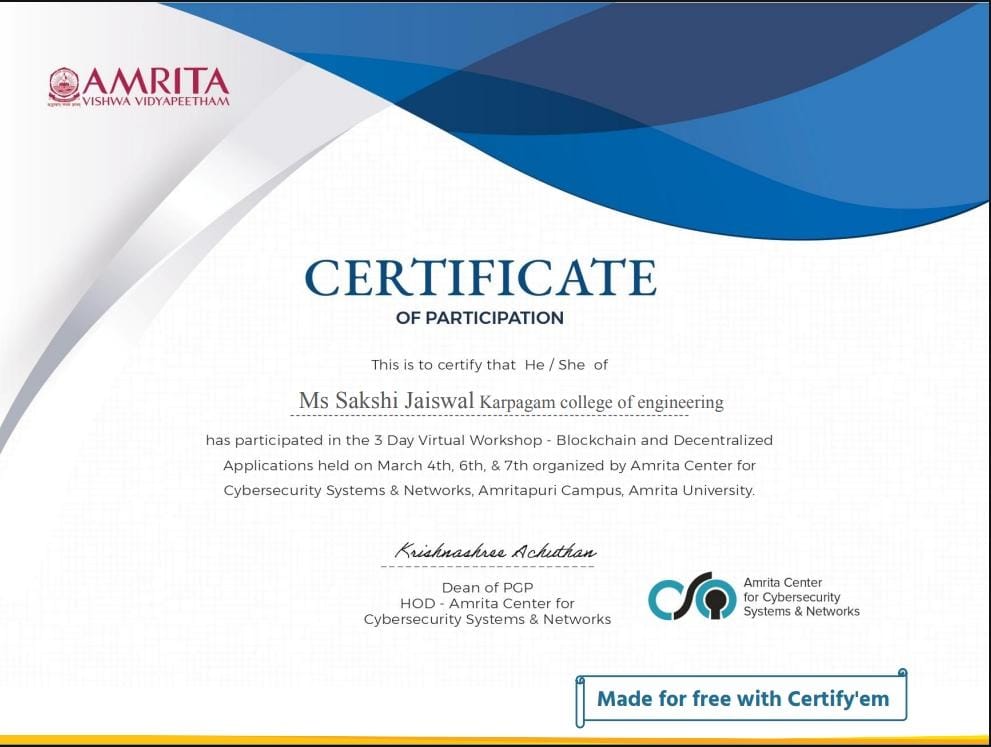 AMRITA
VISHWA VIDYAPEETHAM
CERTIFICATE
OF PARTICIPATION
This is to certify that He / She of
Ms Sakshi Jaiswal Karpagam college of engineering
has participated in the 3 Day Virtual Workshop - Blockchain and Decentralized
Applications held on March 4th, 6th, & 7th organized by Amrita Center for
Cybersecurity Systems & Networks, Amritapuri Campus, Amrita University.
Krishnashree Achuthan
Dean of PGP
HOD - Amrita Center for
Cybersecurity Systems & Networks
Amrita Center
for Cybersecurity
Systems & Networks
Made for free with Certify'em